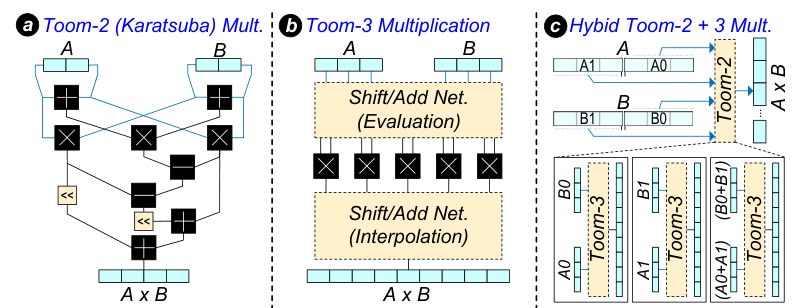 a Toom-2 (Karatsuba) Mult.
A
B
<<
<<
A x B
b Toom-3 Multiplication
A
B
Shift/Add Net.
(Evaluation)
Shift/Add Net.
(Interpolation)
A x B
c Hybid Toom-2 + 3 Mult.
A
A1
A0
B
B1
B0
Toom-2
A x B
B0
A0
Toom-3
B1
A1
Toom-3
(B0+B1)
(A0+A1)
Toom-3